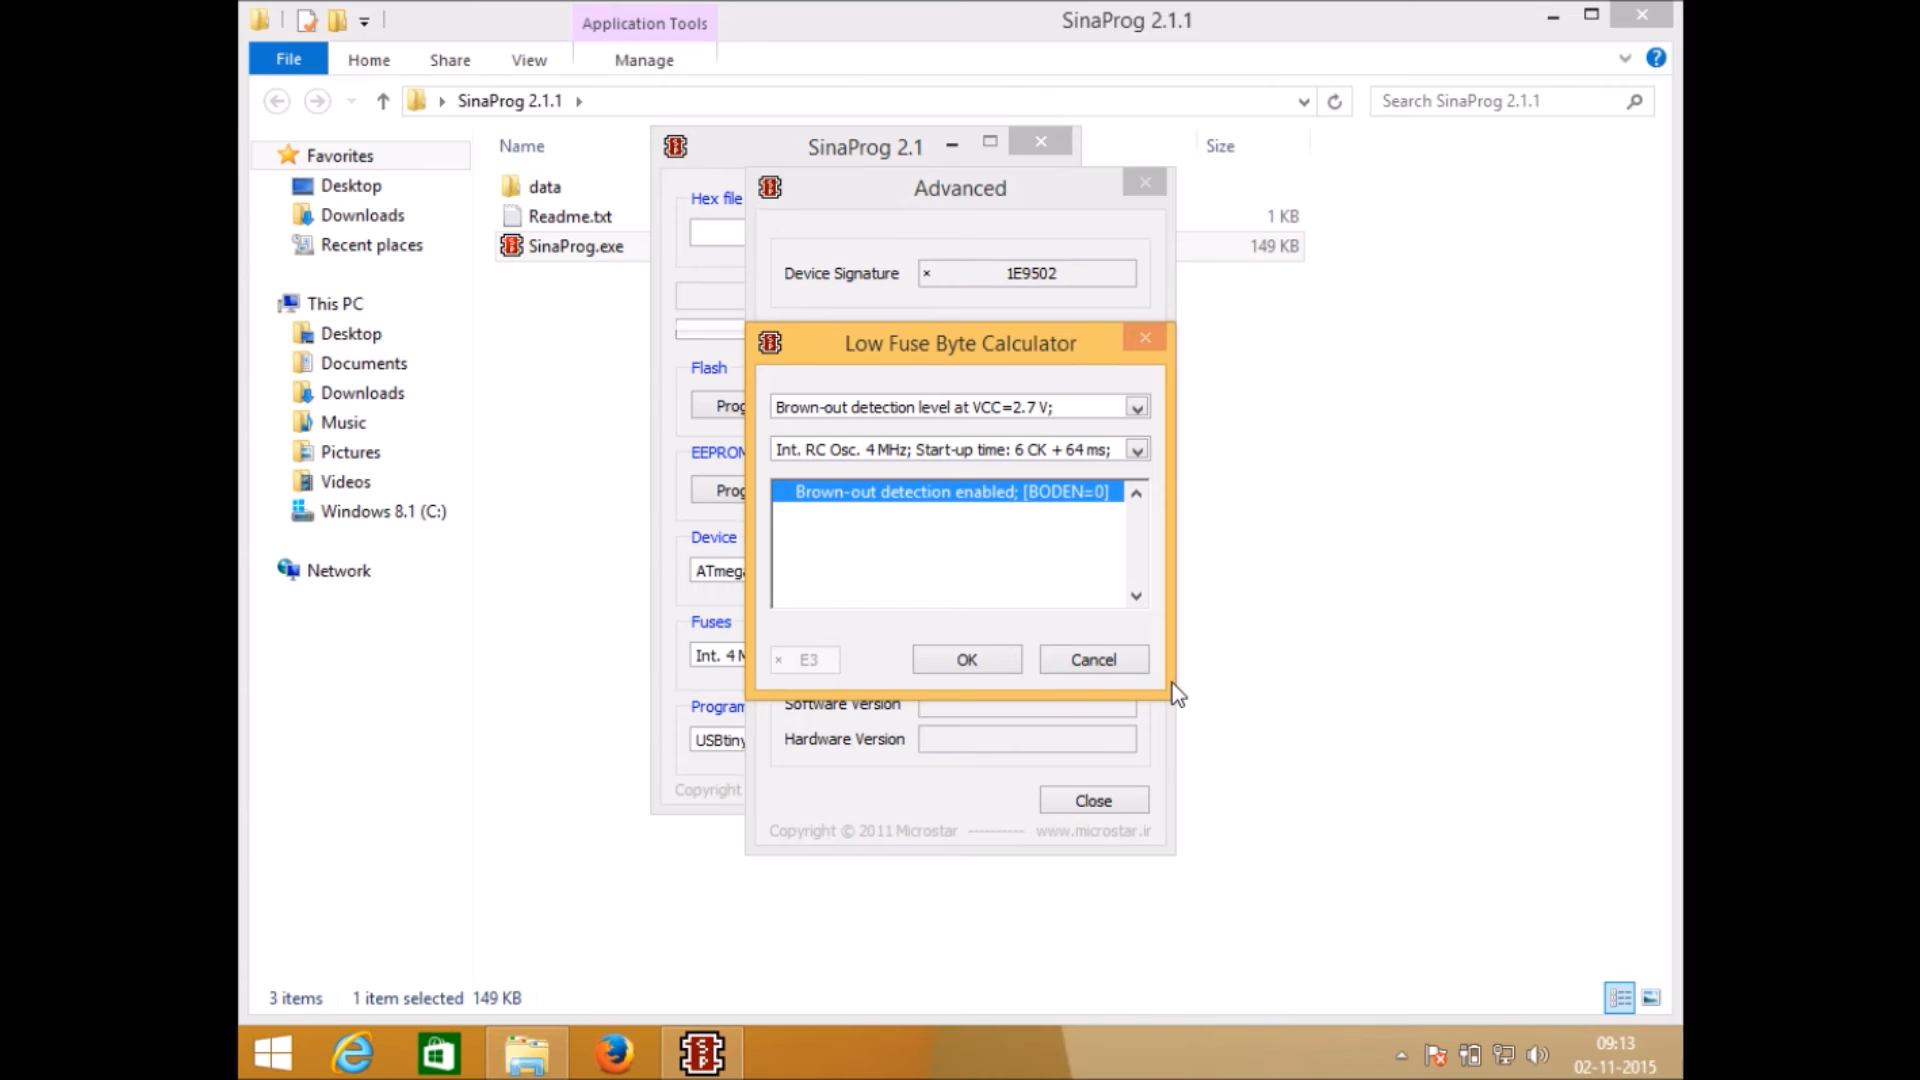 Application Tools
SinaProg 2.1.1
File
Home
Share
View
Manage
SinaProg 2.1.1
Search SinaProg 2.1.1
Favorites
Desktop
Downloads
Recent places
This PC
Desktop
Documents
Downloads
Music
Pictures
Videos
Windows 8.1 (C:)
Network
Name
Size
data
Readme.txt
1 KB
SinaProg.exe
149 KB
SinaProg 2.1
Hex file
Flash
Prog
EEPROM
Prog
Device
ATmega
Fuses
Int. 4 M
Program
USBtiny
Copyright
Advanced
Device Signature
× 1E9502
Low Fuse Byte Calculator
Brown-out detection level at VCC=2.7 V;
Int. RC Osc. 4 MHz; Start-up time: 6 CK + 64 ms;
Brown-out detection enabled; [BODEN=0]
× E3
OK
Cancel
Software Version
Hardware Version
Close
Copyright © 2011 Microstar ---------- www.microstar.ir
3 items
1 item selected 149 KB
09:13
02-11-2015